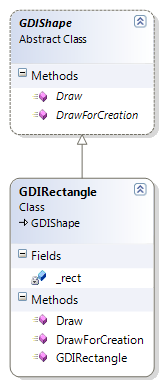 GDIShape
Abstract Class
Methods
Draw
DrawForCreation
GDIRectangle
Class
GDIShape
Fields
_rect
Methods
Draw
DrawForCreation
GDIRectangle